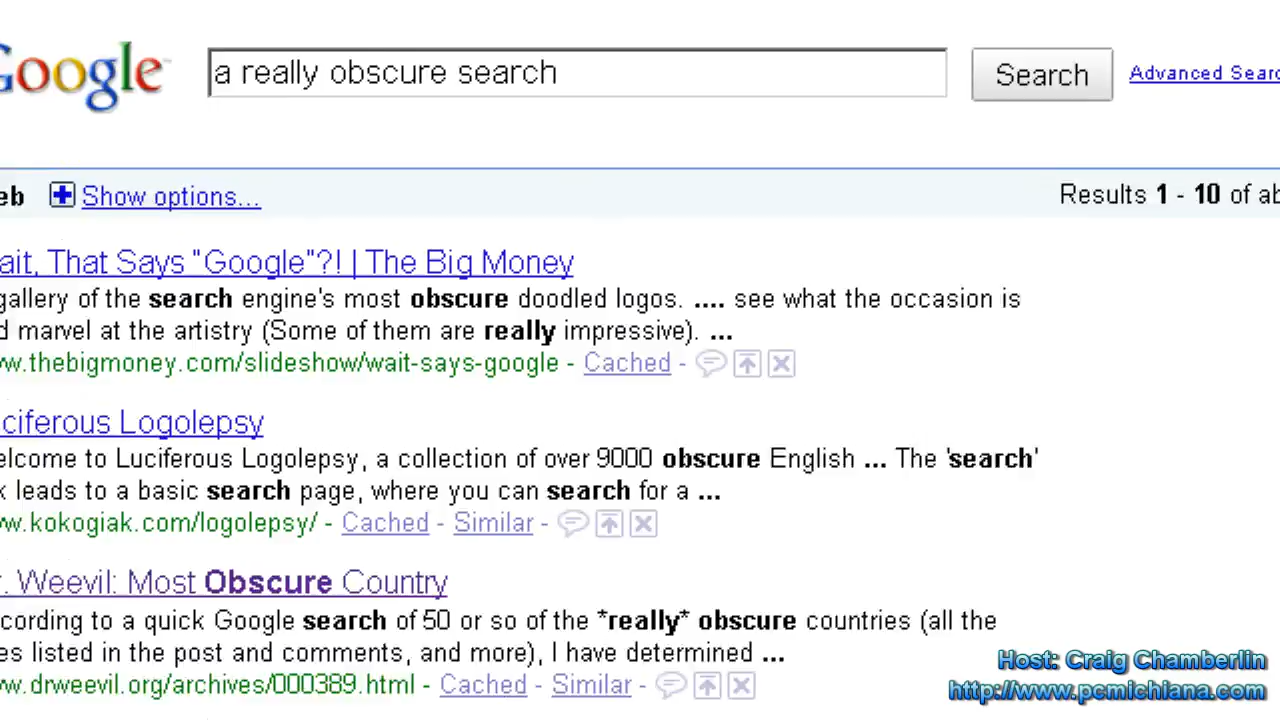 Google a really obscure search Search Advanced Searc
eb Show options... Results 1 - 10 of ab
ait, That Says "Google"?! | The Big Money
gallery of the search engine's most obscure doodled logos. .... see what the occasion is
d marvel at the artistry (Some of them are really impressive). ...
ww.thebigmoney.com/slideshow/wait-says-google - Cached -
ciferous Logolepsy
elcome to Luciferous Logolepsy, a collection of over 9000 obscure English ... The 'search'
k leads to a basic search page, where you can search for a ...
ww.kokogiak.com/logolepsy/ - Cached - Similar -
r. Weevil: Most Obscure Country
cording to a quick Google search of 50 or so of the *really* obscure countries (all the
es listed in the post and comments, and more), I have determined ...
ww.drweevil.org/archives/000389.html - Cached - Similar -
Host: Craig Chamberlin
http://www.pcmichiana.com